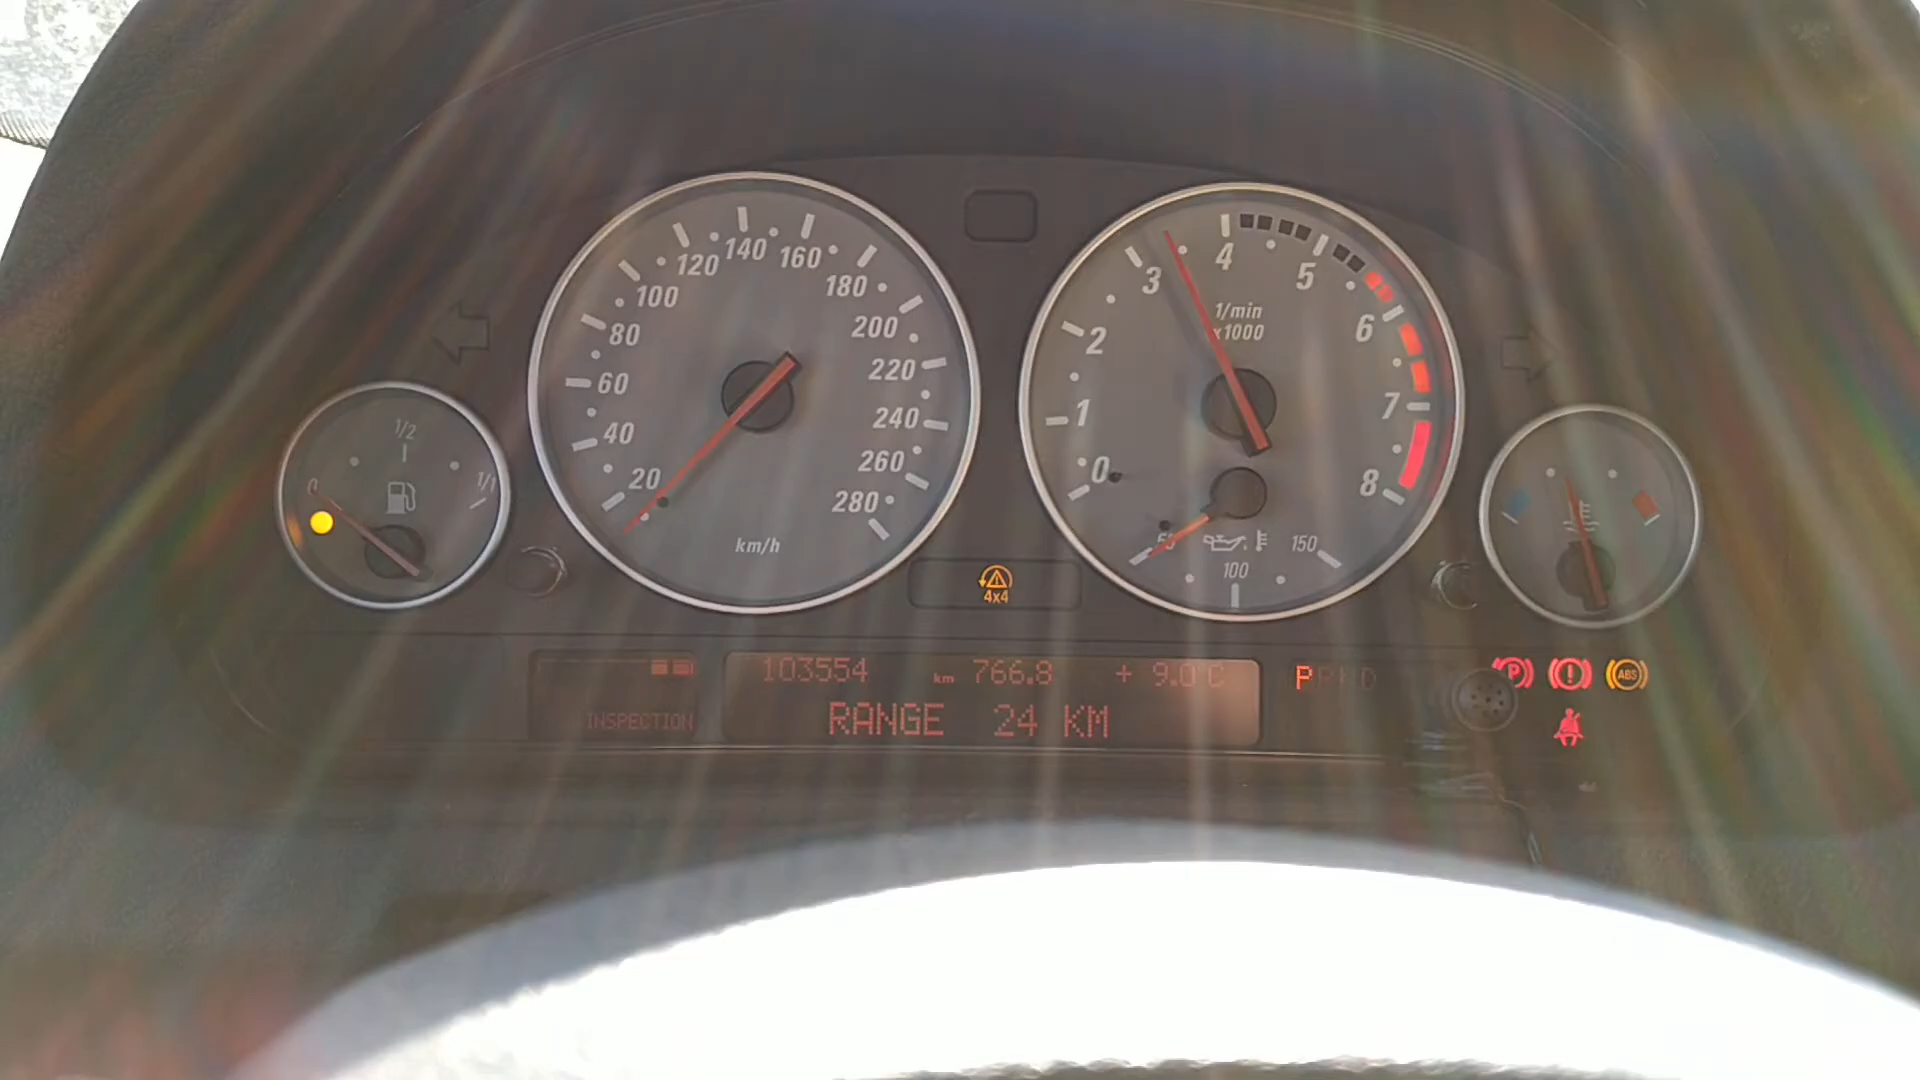 0 1/2 1/1
20 40 60 80 100 120 140 160 180 200 220 240 260 280
km/h
0 1 2 3 4 5 6 7 8
1/min
x1000
50 100 150
4x4
103554 km 766.8 + 9.0°C
RANGE 24 KM
INSPECTION
PRND
P ! ABS